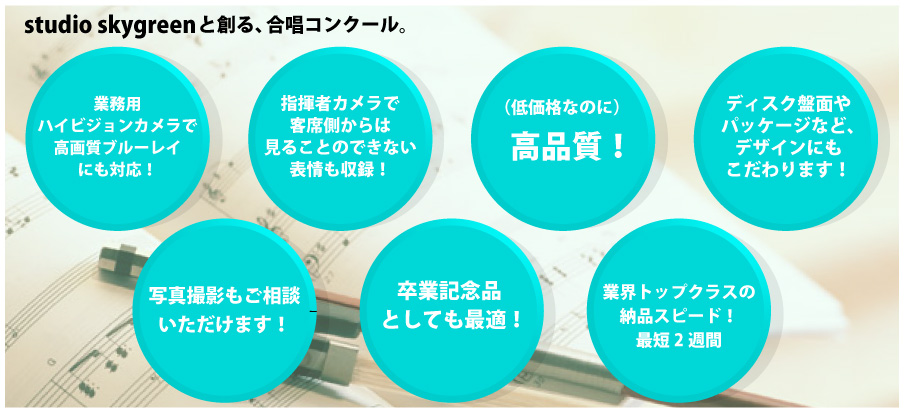 studio skygreenと創る、合唱コンクール。
業務用
ハイビジョンカメラで
高画質ブルーレイ
にも対応！
指揮者カメラで
客席側からは
見ることのできない
表情も収録！
（低価格なのに）
高品質！
ディスク盤面や
パッケージなど、
デザインにも
こだわります！
写真撮影もご相談
いただけます！
卒業記念品
としても最適！
業界トップクラスの
納品スピード！
最短２週間